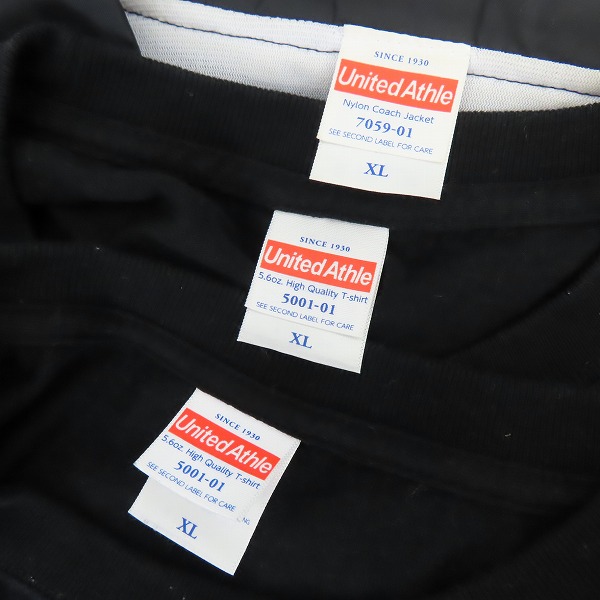 SINCE 1930
United Athle
Nylon Coach Jacket
7059-01
SEE SECOND LABEL FOR CARE
XL
SINCE 1930
United Athle
5.6oz. High Quality T-shirt
5001-01
SEE SECOND LABEL FOR CARE
XL
SINCE 1930
United Athle
5.6oz. High Quality T-shirt
5001-01
SEE SECOND LABEL FOR CARE
XL
NG